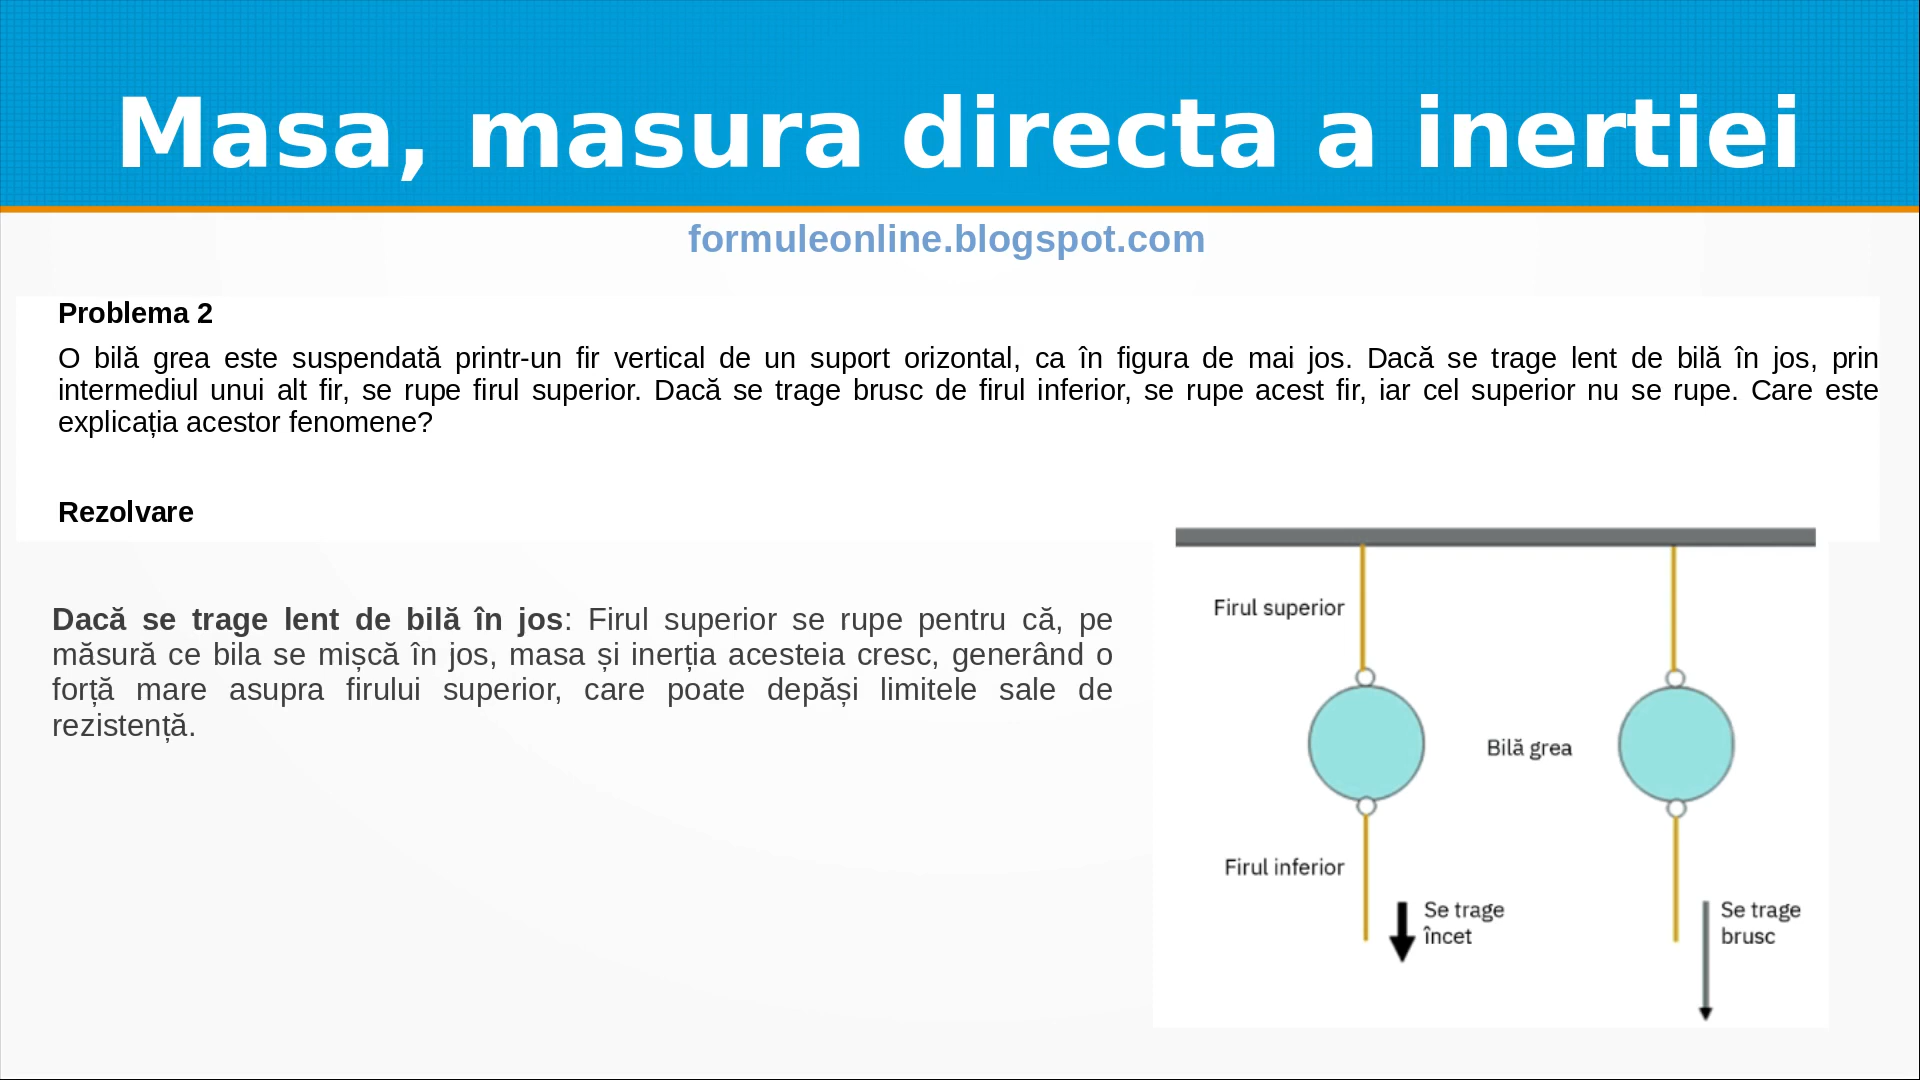 Masa, masura directa a inertiei
formuleonline.blogspot.com
Problema 2
O bilă grea este suspendată printr-un fir vertical de un suport orizontal, ca în figura de mai jos. Dacă se trage lent de bilă în jos, prin
intermediul unui alt fir, se rupe firul superior. Dacă se trage brusc de firul inferior, se rupe acest fir, iar cel superior nu se rupe. Care este
explicația acestor fenomene?
Rezolvare
Dacă se trage lent de bilă în jos: Firul superior se rupe pentru că, pe
măsură ce bila se mișcă în jos, masa și inerția acesteia cresc, generând o
forță mare asupra firului superior, care poate depăși limitele sale de
rezistență.
Firul superior
Bilă grea
Firul inferior
Se trage
încet
Se trage
brusc